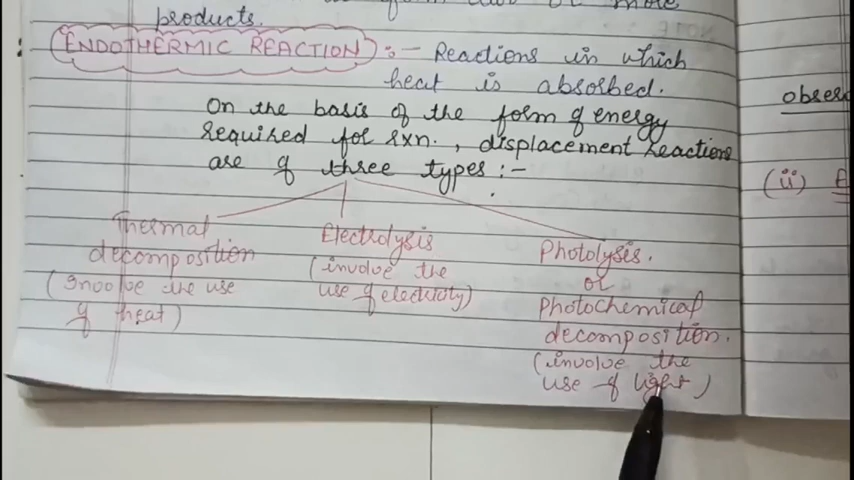 products.
ENDOTHERMIC REACTION :- Reactions in which
heat is absorbed.
On the basis of the form of energy
required for rxn., displacement reactions
are of three types :-
Thermal
decomposition
(Involve the use
of heat)
Electrolysis
(involve the
use of electricity)
Photolysis.
or
Photochemical
decomposition.
(involve the
use of light)
obser
(ii)